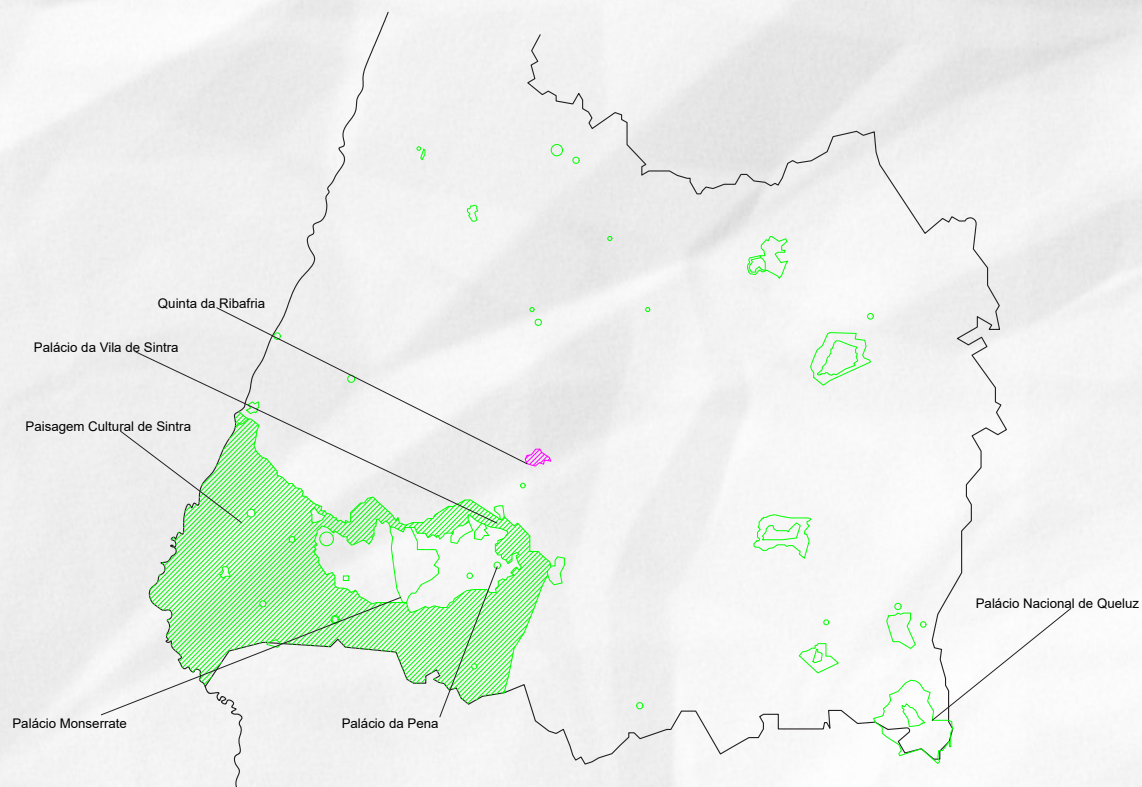 Quinta da Ribafria
Palácio da Vila de Sintra
Paisagem Cultural de Sintra
Palácio Nacional de Queluz
Palácio Monserrate
Palácio da Pena